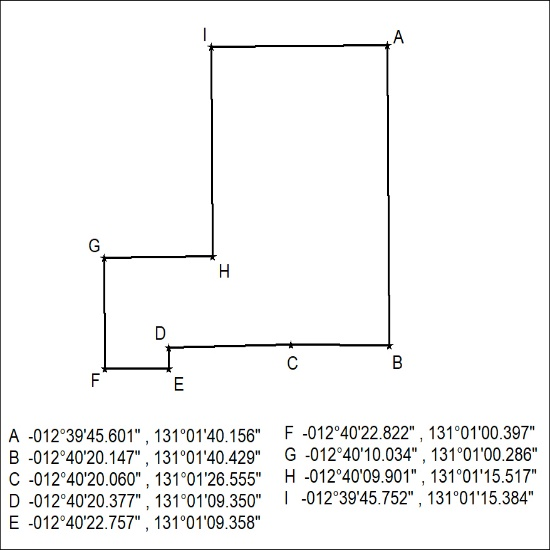 I
A
G
H
D
C
B
F
E
A -012°39'45.601" , 131°01'40.156"
B -012°40'20.147" , 131°01'40.429"
C -012°40'20.060" , 131°01'26.555"
D -012°40'20.377" , 131°01'09.350"
E -012°40'22.757" , 131°01'09.358"
F -012°40'22.822" , 131°01'00.397"
G -012°40'10.034" , 131°01'00.286"
H -012°40'09.901" , 131°01'15.517"
I -012°39'45.752" , 131°01'15.384"